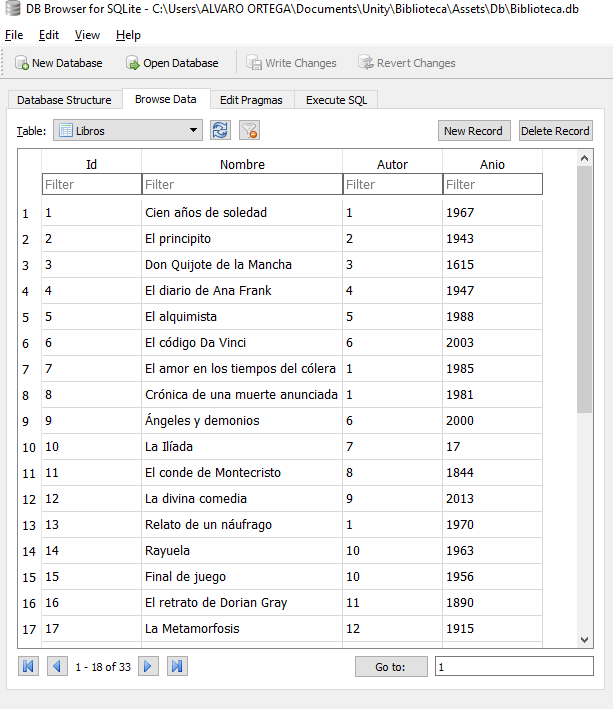 DB Browser for SQLite - C:\Users\ALVARO ORTEGA\Documents\Unity\Biblioteca\Assets\Db\Biblioteca.db
File Edit View Help
New Database Open Database Write Changes Revert Changes
Database Structure Browse Data Edit Pragmas Execute SQL
Table: Libros New Record Delete Record
Id Nombre Autor Anio
Filter Filter Filter Filter
1 1 Cien años de soledad 1 1967
2 2 El principito 2 1943
3 3 Don Quijote de la Mancha 3 1615
4 4 El diario de Ana Frank 4 1947
5 5 El alquimista 5 1988
6 6 El código Da Vinci 6 2003
7 7 El amor en los tiempos del cólera 1 1985
8 8 Crónica de una muerte anunciada 1 1981
9 9 Ángeles y demonios 6 2000
10 10 La Ilíada 7 17
11 11 El conde de Montecristo 8 1844
12 12 La divina comedia 9 2013
13 13 Relato de un náufrago 1 1970
14 14 Rayuela 10 1963
15 15 Final de juego 10 1956
16 16 El retrato de Dorian Gray 11 1890
17 17 La Metamorfosis 12 1915
1 - 18 of 33 Go to: 1